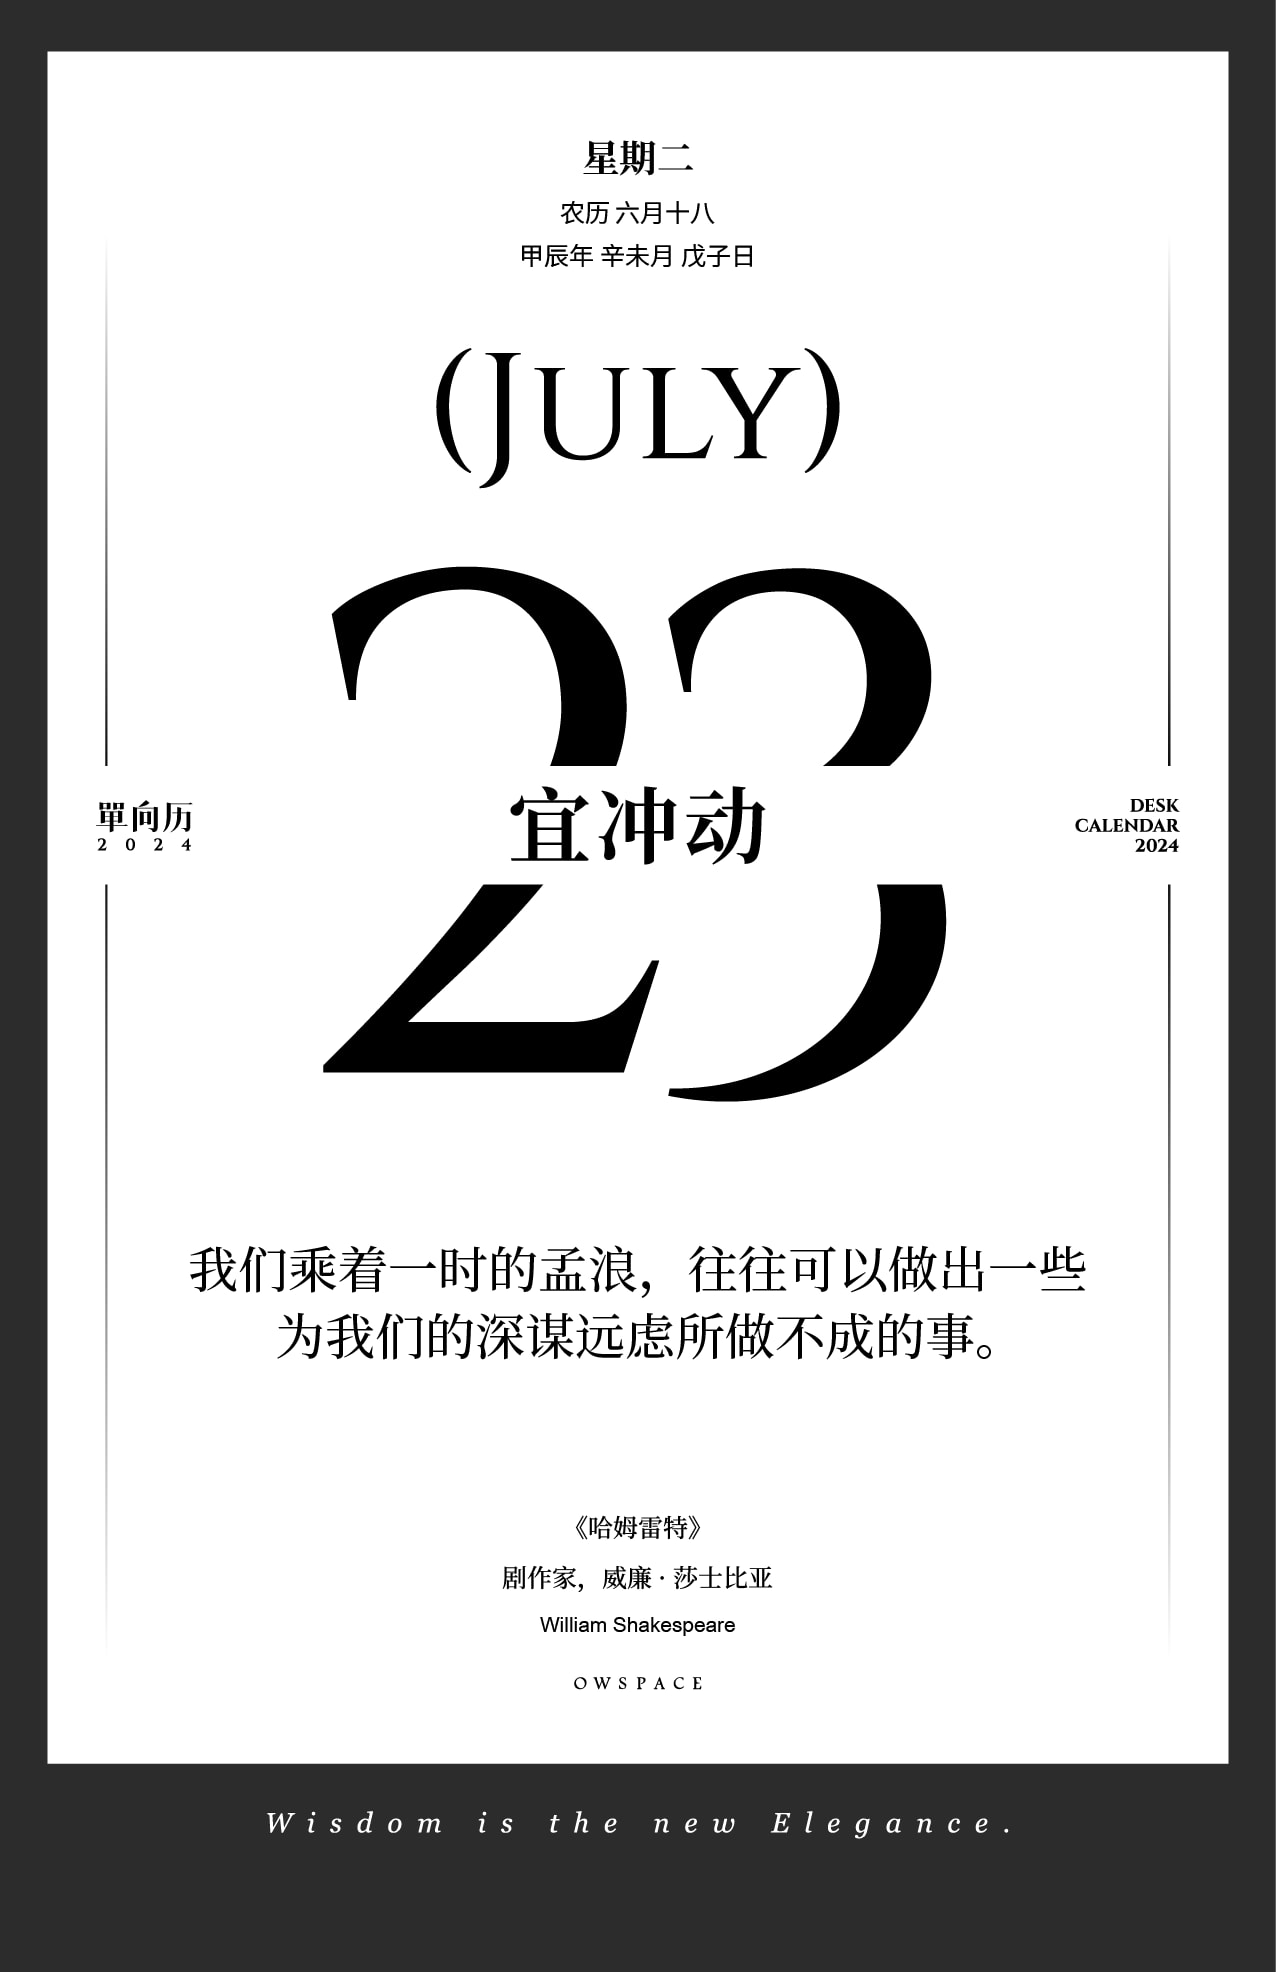 星期二
农历 六月十八
甲辰年 辛未月 戊子日
(JULY)
23
單向历
2024
宜冲动
DESK
CALENDAR
2024
我们乘着一时的孟浪，往往可以做出一些
为我们的深谋远虑所做不成的事。
《哈姆雷特》
剧作家，威廉·莎士比亚
William Shakespeare
OWSPACE
Wisdom is the new Elegance.